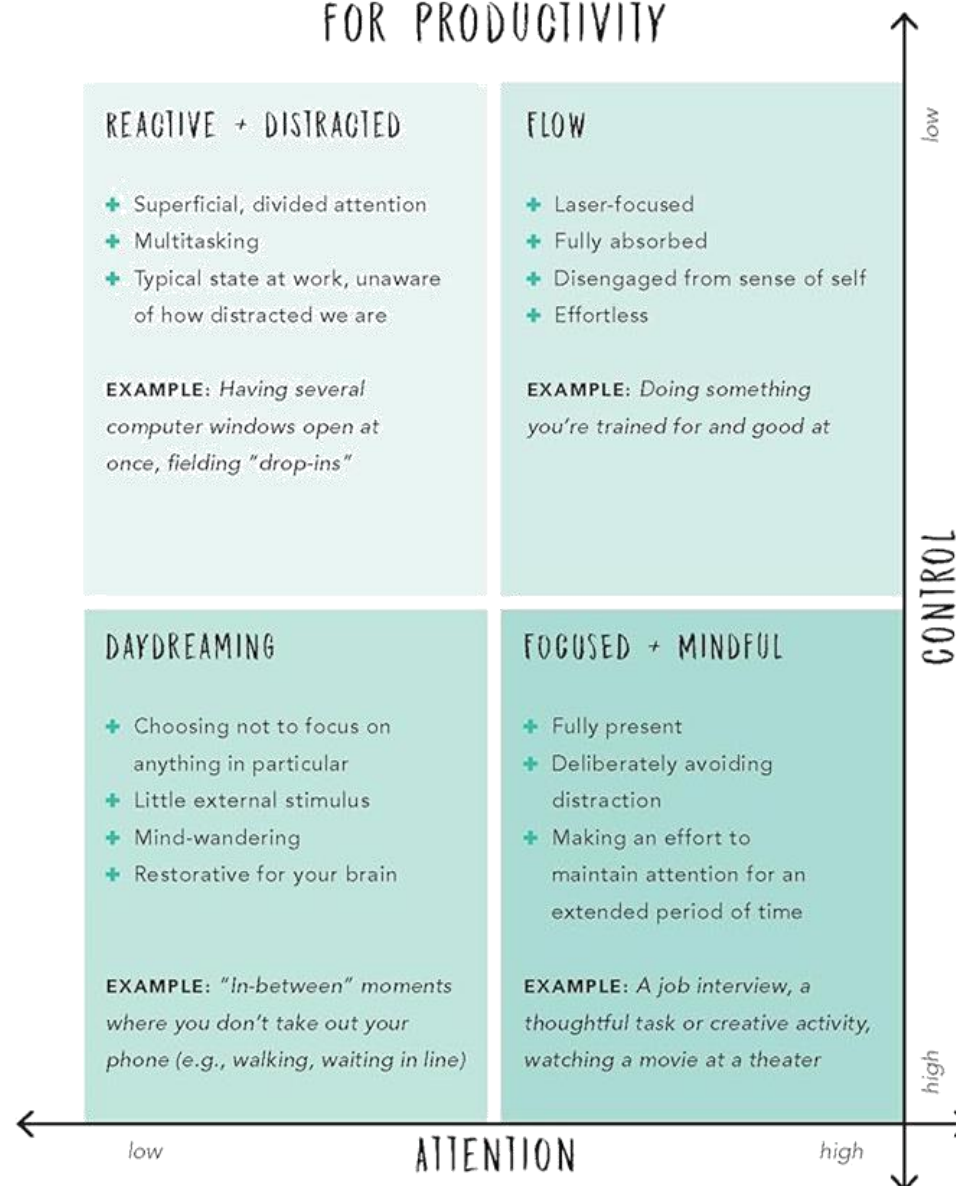 FOR PRODUCTIVITY
REACTIVE + DISTRACTED
+ Superficial, divided attention
+ Multitasking
+ Typical state at work, unaware
of how distracted we are
EXAMPLE: Having several
computer windows open at
once, fielding "drop-ins"
FLOW
+ Laser-focused
+ Fully absorbed
+ Disengaged from sense of self
+ Effortless
EXAMPLE: Doing something
you're trained for and good at
DAYDREAMING
+ Choosing not to focus on
anything in particular
+ Little external stimulus
+ Mind-wandering
+ Restorative for your brain
EXAMPLE: "In-between" moments
where you don't take out your
phone (e.g., walking, waiting in line)
FOCUSED + MINDFUL
+ Fully present
+ Deliberately avoiding
distraction
+ Making an effort to
maintain attention for an
extended period of time
EXAMPLE: A job interview, a
thoughtful task or creative activity,
watching a movie at a theater
low
CONTROL
high
low
ATTENTION
high